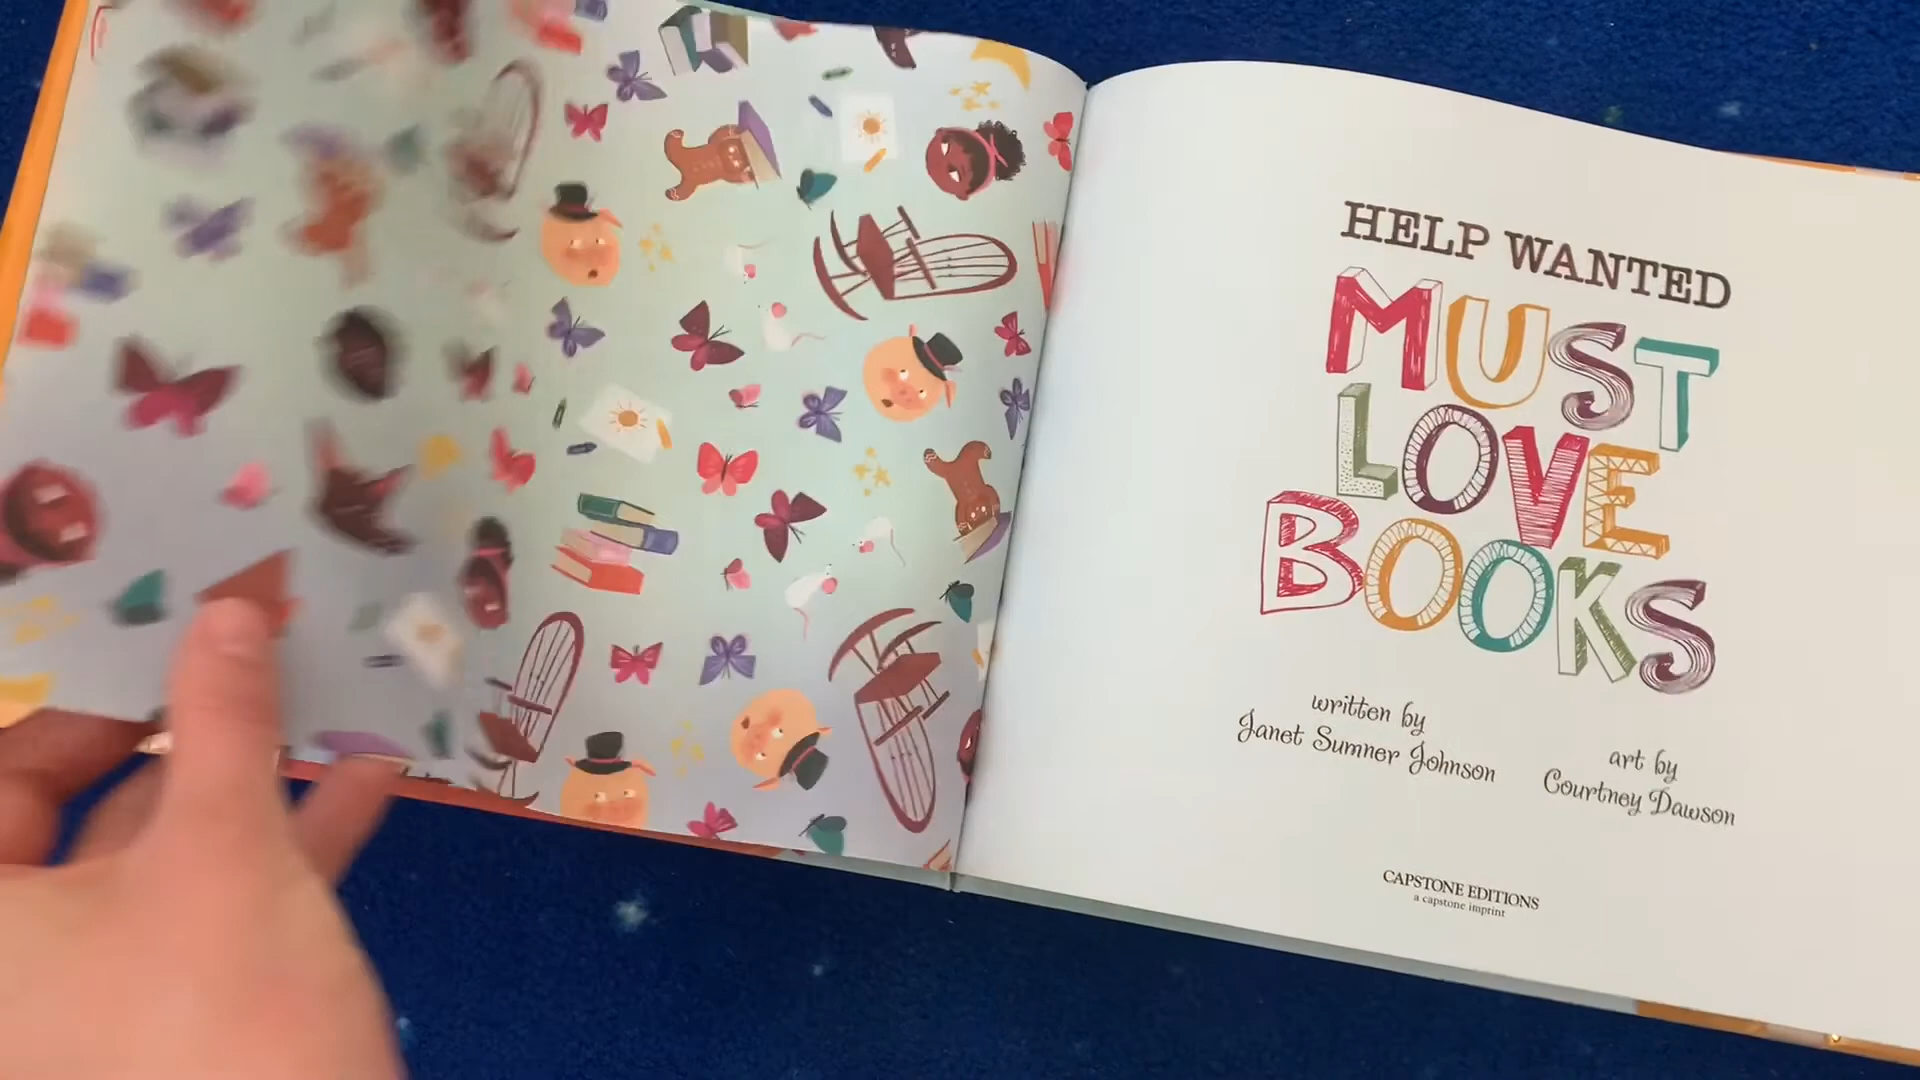 HELP WANTED
MUST
LOVE
BOOKS
written by
Janet Sumner Johnson
art by
Courtney Dawson
CAPSTONE EDITIONS
a capstone imprint